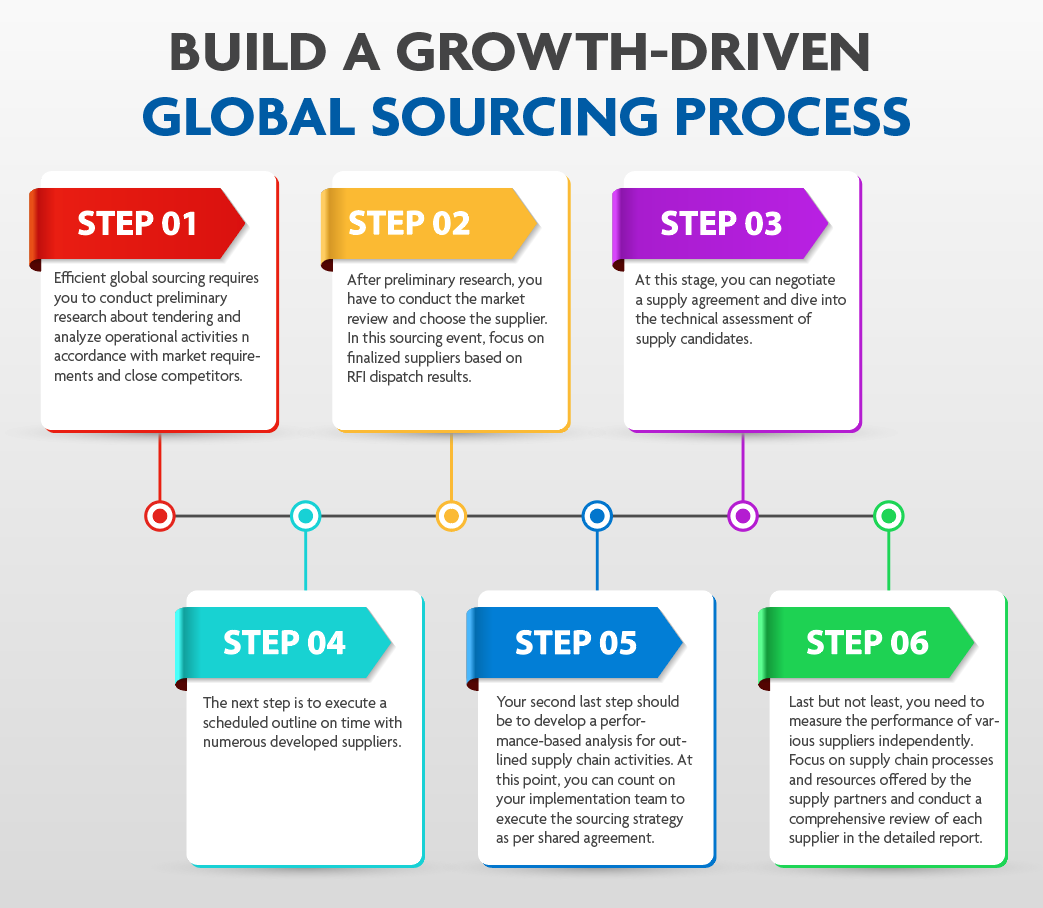 BUILD A GROWTH-DRIVEN
GLOBAL SOURCING PROCESS
STEP 01
Efficient global sourcing requires
you to conduct preliminary
research about tendering and
analyze operational activities n
accordance with market require-
ments and close competitors.
STEP 02
After preliminary research, you
have to conduct the market
review and choose the supplier.
In this sourcing event, focus on
finalized suppliers based on
RFI dispatch results.
STEP 03
At this stage, you can negotiate
a supply agreement and dive into
the technical assessment of
supply candidates.
STEP 04
The next step is to execute a
scheduled outline on time with
numerous developed suppliers.
STEP 05
Your second last step should
be to develop a perfor-
mance-based analysis for out-
lined supply chain activities. At
this point, you can count on
your implementation team to
execute the sourcing strategy
as per shared agreement.
STEP 06
Last but not least, you need to
measure the performance of var-
ious suppliers independently.
Focus on supply chain processes
and resources offered by the
supply partners and conduct a
comprehensive review of each
supplier in the detailed report.